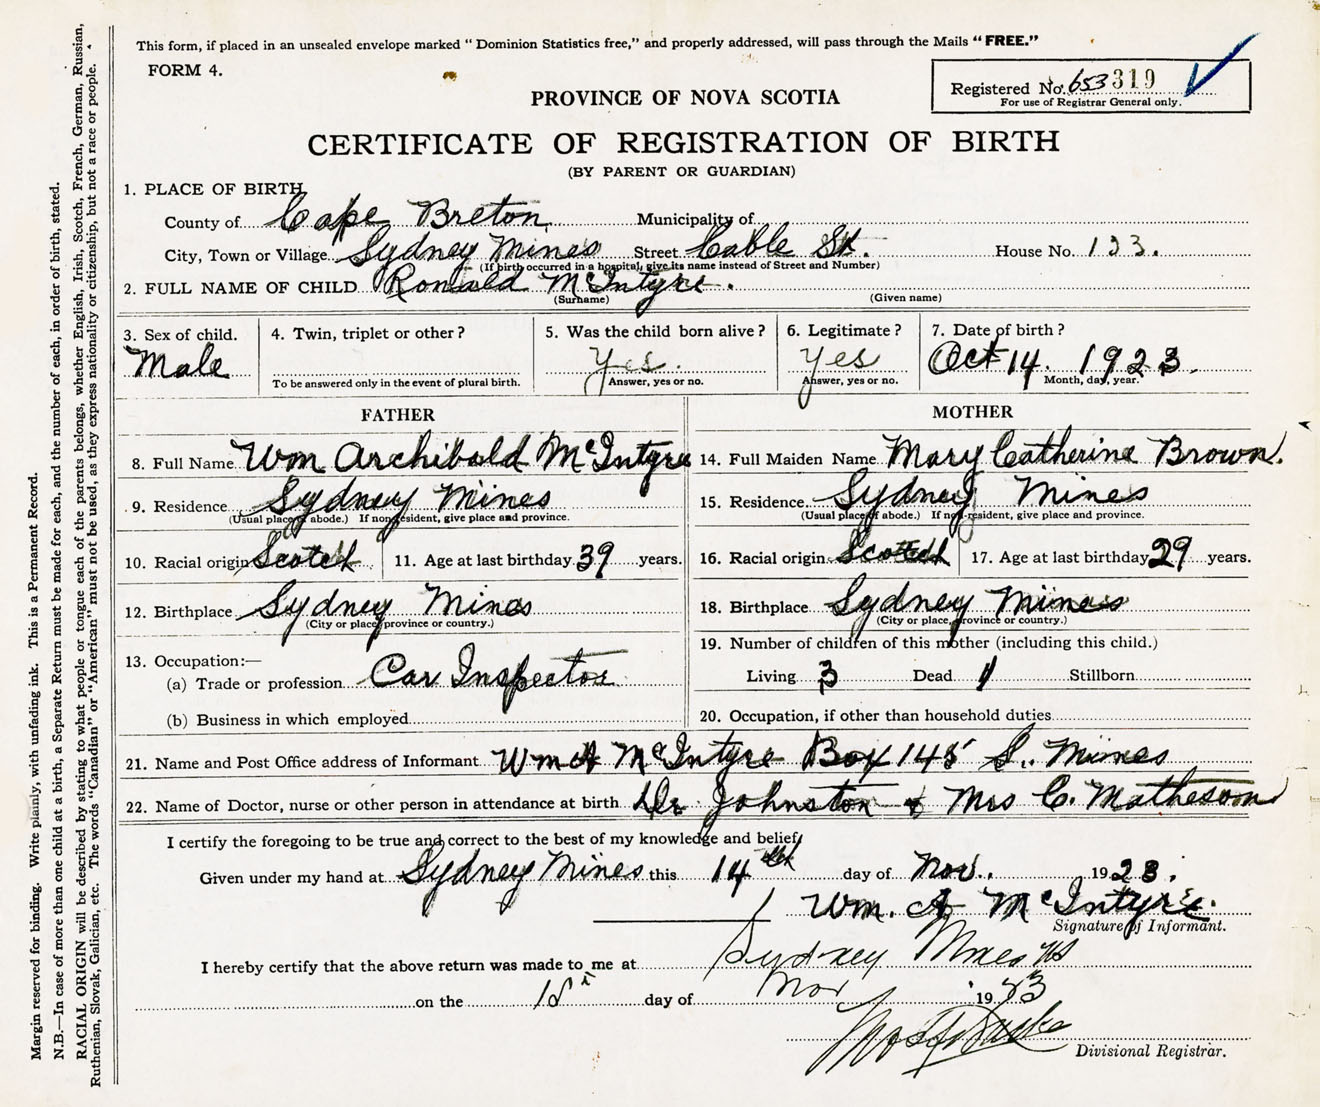 This form, if placed in an unsealed envelope marked “ Dominion Statistics free,” and properly addressed, will pass through the Mails “ FREE.”
FORM 4.
Registered No. 653 319
For use of Registrar General only.
PROVINCE OF NOVA SCOTIA
CERTIFICATE OF REGISTRATION OF BIRTH
(BY PARENT OR GUARDIAN)
1. PLACE OF BIRTH
County of Cape Breton Municipality of
City, Town or Village Sydney Mines Street Cable St. House No. 123.
(If birth occurred in a hospital, give its name instead of Street and Number)
2. FULL NAME OF CHILD Ronald McIntyre.
(Surname) (Given name)
3. Sex of child. 4. Twin, triplet or other? 5. Was the child born alive? 6. Legitimate? 7. Date of birth?
Male Yes. Yes Oct 14. 1923.
To be answered only in the event of plural birth. Answer, yes or no. Answer, yes or no. Month, day, year.
FATHER MOTHER
8. Full Name Wm Archibald McIntyre 14. Full Maiden Name Mary Catherine Brown.
9. Residence Sydney Mines 15. Residence Sydney Mines
(Usual place of abode.) If non-resident, give place and province. (Usual place of abode.) If non-resident, give place and province.
10. Racial origin Scotch 11. Age at last birthday 39 years. 16. Racial origin Scotch 17. Age at last birthday 29 years.
12. Birthplace Sydney Mines 18. Birthplace Sydney Mines
(City or place, province or country.) (City or place, province or country.)
13. Occupation:— 19. Number of children of this mother (including this child.)
(a) Trade or profession Car Inspector Living 3 Dead 1 Stillborn
(b) Business in which employed 20. Occupation, if other than household duties
21. Name and Post Office address of Informant Wm A McIntyre Box 145 S. Mines
22. Name of Doctor, nurse or other person in attendance at birth Dr Johnston & Mrs C. Matheson
I certify the foregoing to be true and correct to the best of my knowledge and belief,
Given under my hand at Sydney Mines this 14th day of Nov. 1923.
Wm. A McIntyre.
Signature of Informant.
I hereby certify that the above return was made to me at Sydney Mines NS
on the 18 day of Nov 1923
Divisional Registrar.
Margin reserved for binding. Write plainly, with unfading ink. This is a Permanent Record.
N.B.—In case of more than one child at a birth, a Separate Return must be made for each, and the number of each, in order of birth, stated.
RACIAL ORIGIN will be described by stating to what people or tongue each of the parents belongs, whether English, Irish, Scotch, French, German, Russian,
Ruthenian, Slovak, Galician, etc. The words “Canadian” or “American” must not be used, as they express nationality or citizenship, but not a race or people.